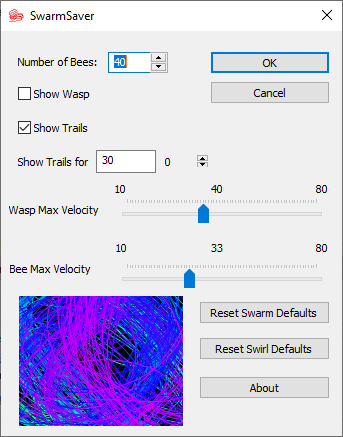 SwarmSaver
Number of Bees: 40 OK
Show Wasp Cancel
Show Trails
Show Trails for 30 0
10 40 80
Wasp Max Velocity
10 33 80
Bee Max Velocity
Reset Swarm Defaults
Reset Swirl Defaults
About